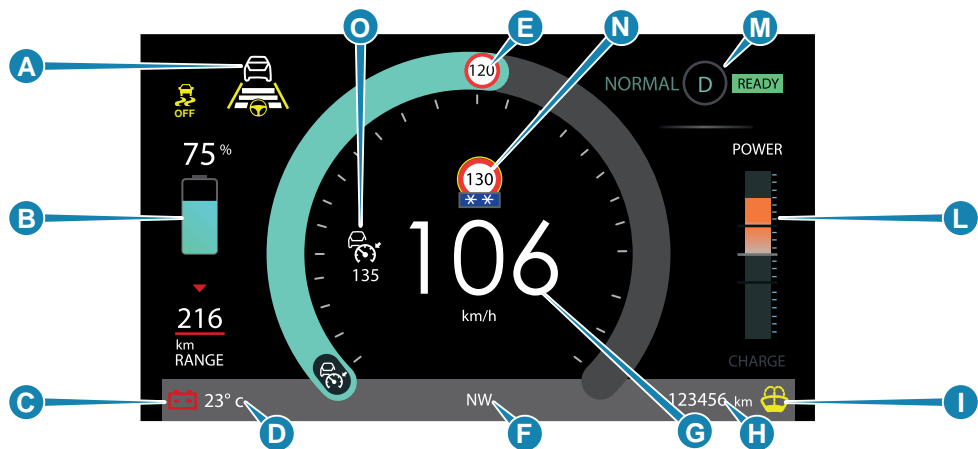 O
E
N
M
A
120
NORMAL
D
READY
OFF
75 %
POWER
130
B
L
135
106
km/h
216
km
RANGE
CHARGE
C
23° c
NW
123456 km
I
D
F
G
H